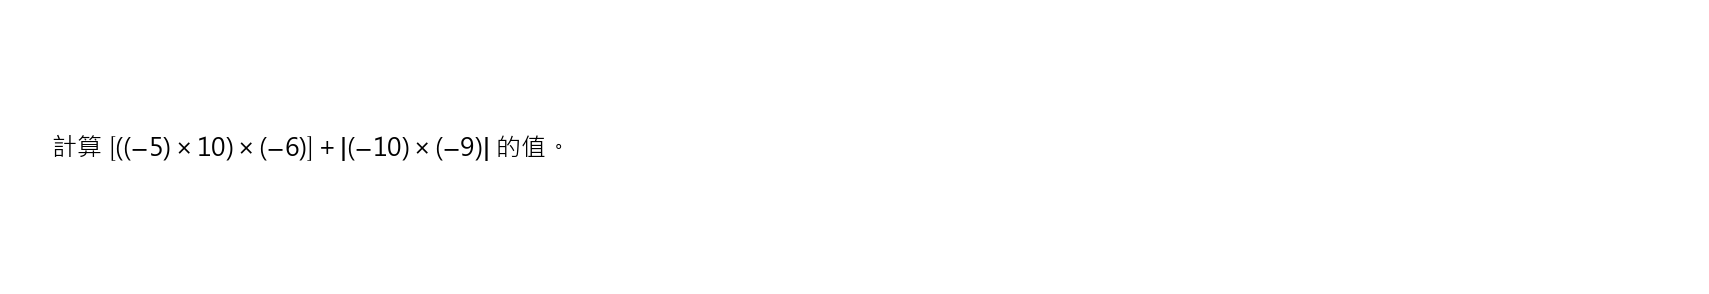 計算 [((−5) × 10) × (−6)] + |(−10) × (−9)| 的值。